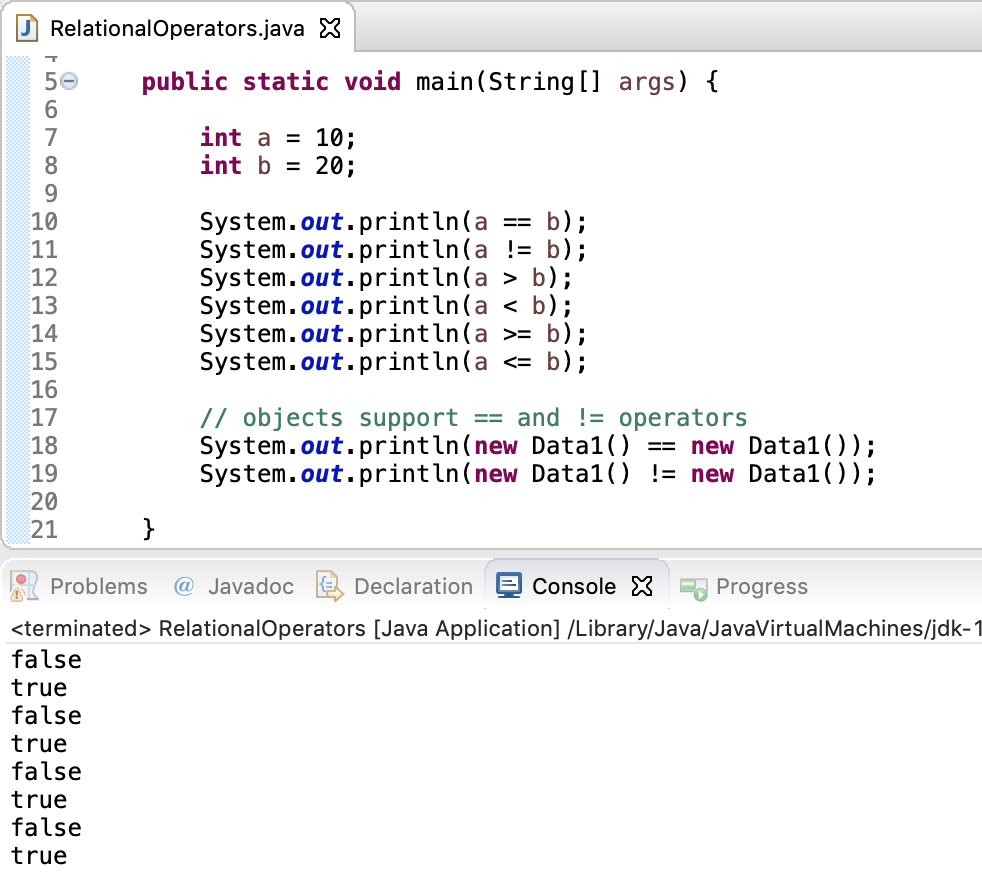 RelationalOperators.java
4
5 public static void main(String[] args) {
6
7 int a = 10;
8 int b = 20;
9
10 System.out.println(a == b);
11 System.out.println(a != b);
12 System.out.println(a > b);
13 System.out.println(a < b);
14 System.out.println(a >= b);
15 System.out.println(a <= b);
16
17 // objects support == and != operators
18 System.out.println(new Data1() == new Data1());
19 System.out.println(new Data1() != new Data1());
20
21 }
Problems @ Javadoc Declaration Console Progress
<terminated> RelationalOperators [Java Application] /Library/Java/JavaVirtualMachines/jdk-1
false
true
false
true
false
true
false
true